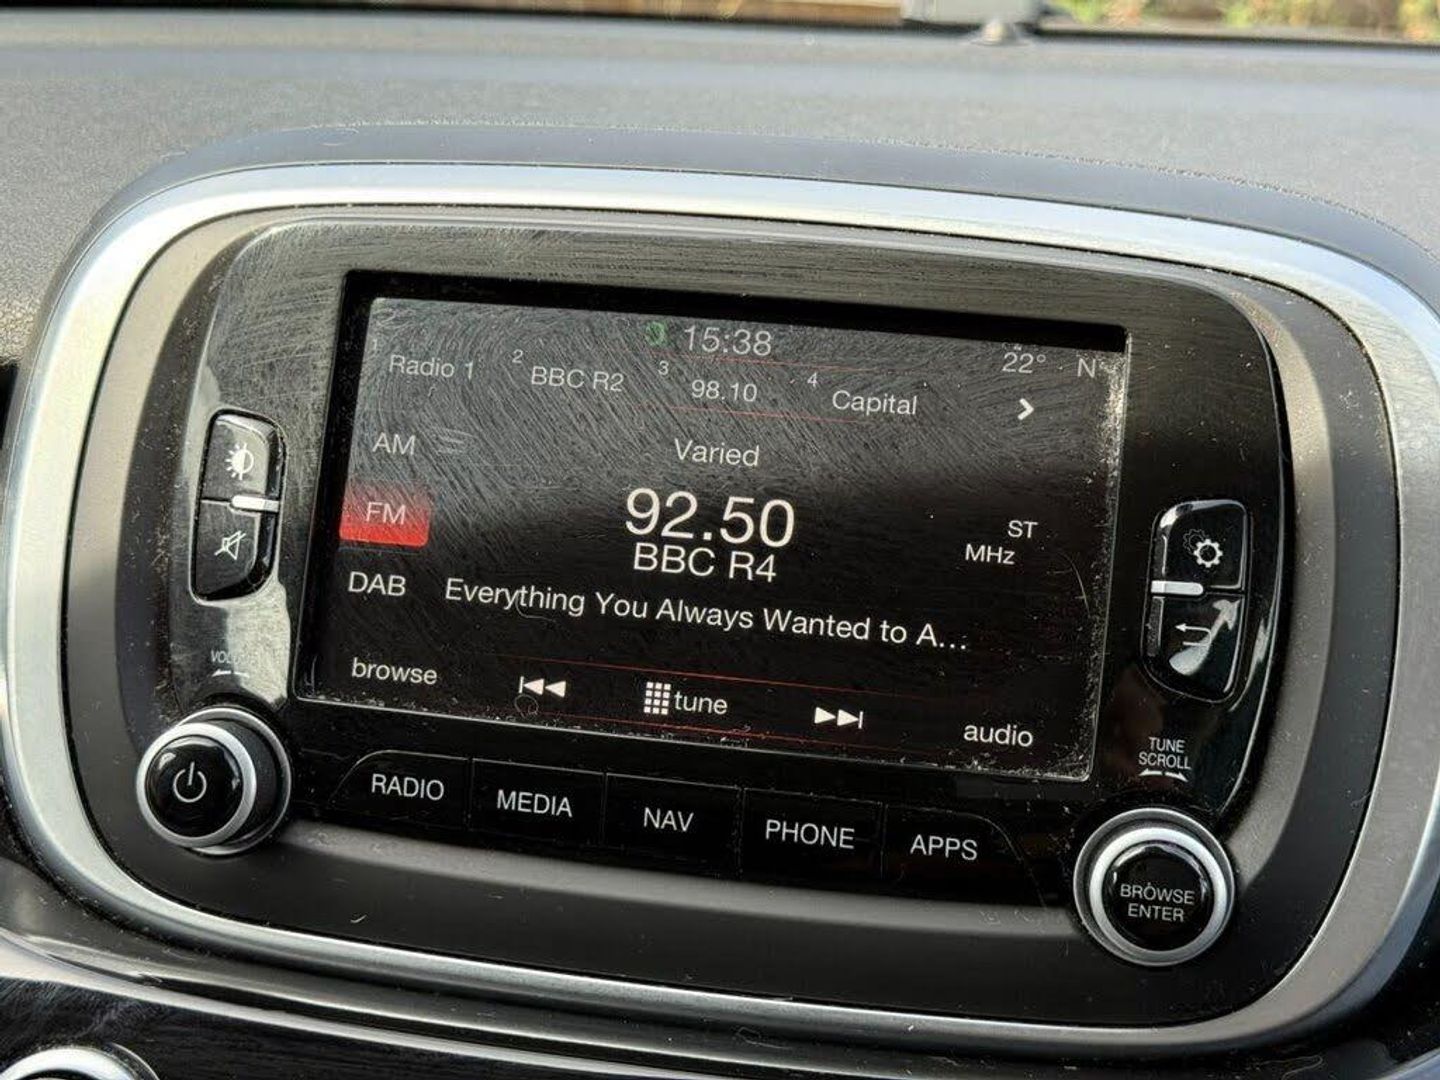 15:38
22° N
1 Radio 1 2 BBC R2 3 98.10 4 Capital
AM
Varied
FM
92.50
ST
MHz
BBC R4
DAB
Everything You Always Wanted to A...
browse
tune
audio
VOLUME
TUNE
SCROLL
RADIO MEDIA NAV PHONE APPS
BROWSE
ENTER